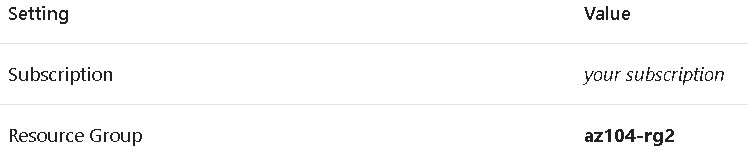 Setting Value
Subscription your subscription
Resource Group az104-rg2